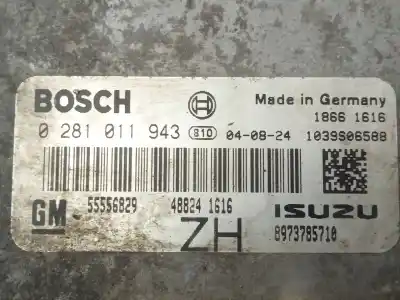 BOSCH Made in Germany
1866 1616
0 281 011 943 810 04-08-24 1039S06588
GM 55556829 48824 1616 ISUZU
ZH 8973785710